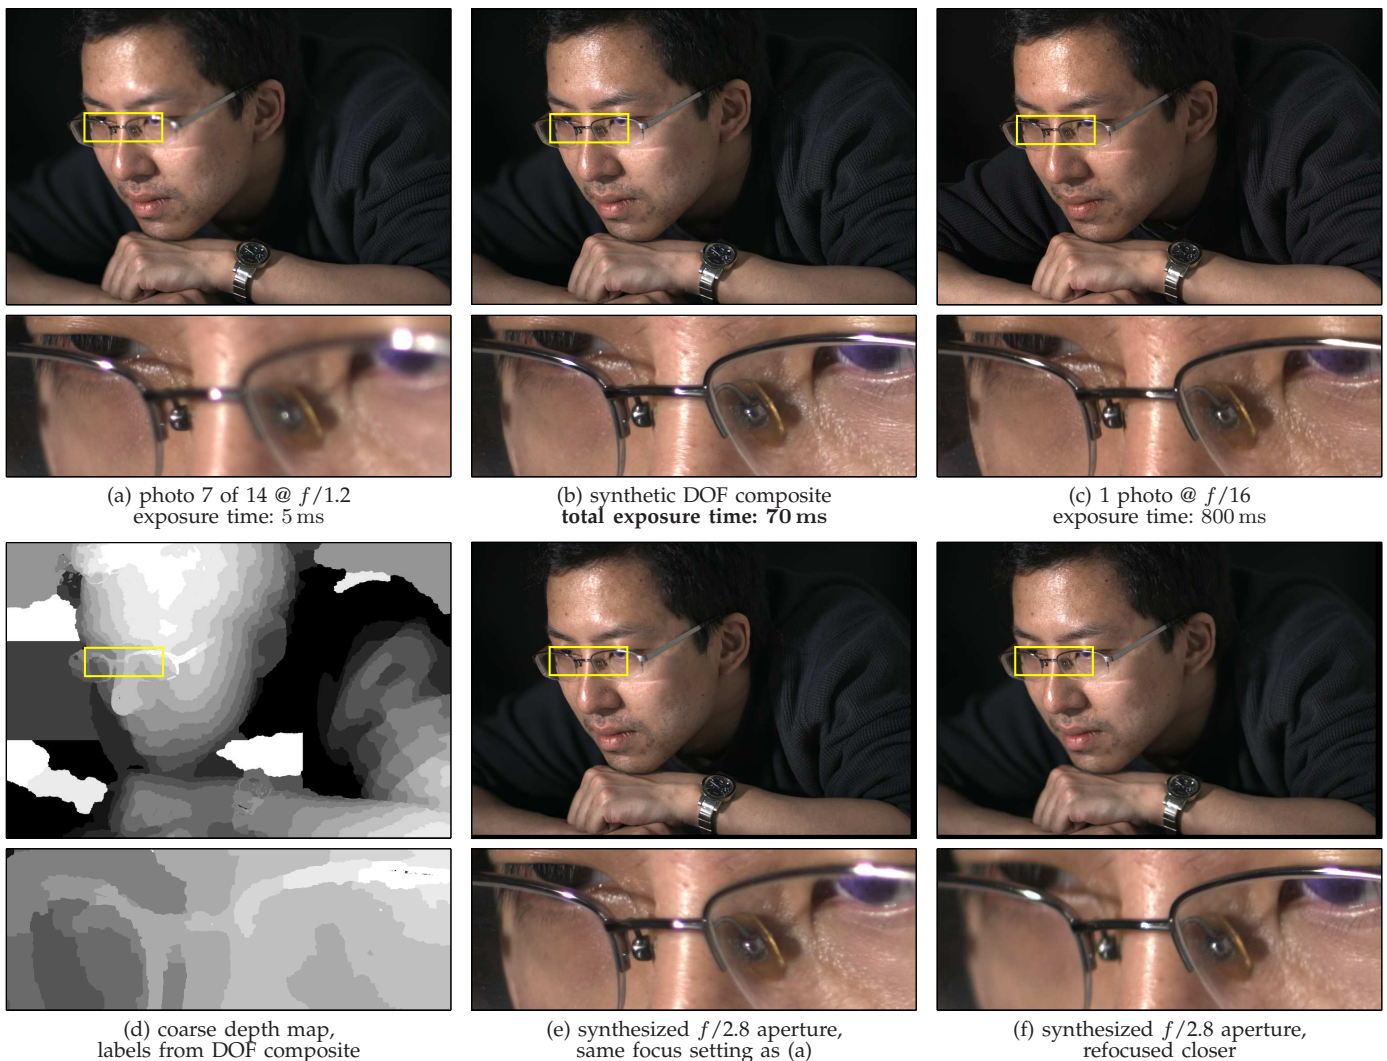 (a) photo 7 of 14 @ f/1.2
exposure time: 5 ms
(b) synthetic DOF composite
total exposure time: 70 ms
(c) 1 photo @ f/16
exposure time: 800 ms
(d) coarse depth map,
labels from DOF composite
(e) synthesized f/2.8 aperture,
same focus setting as (a)
(f) synthesized f/2.8 aperture,
refocused closer